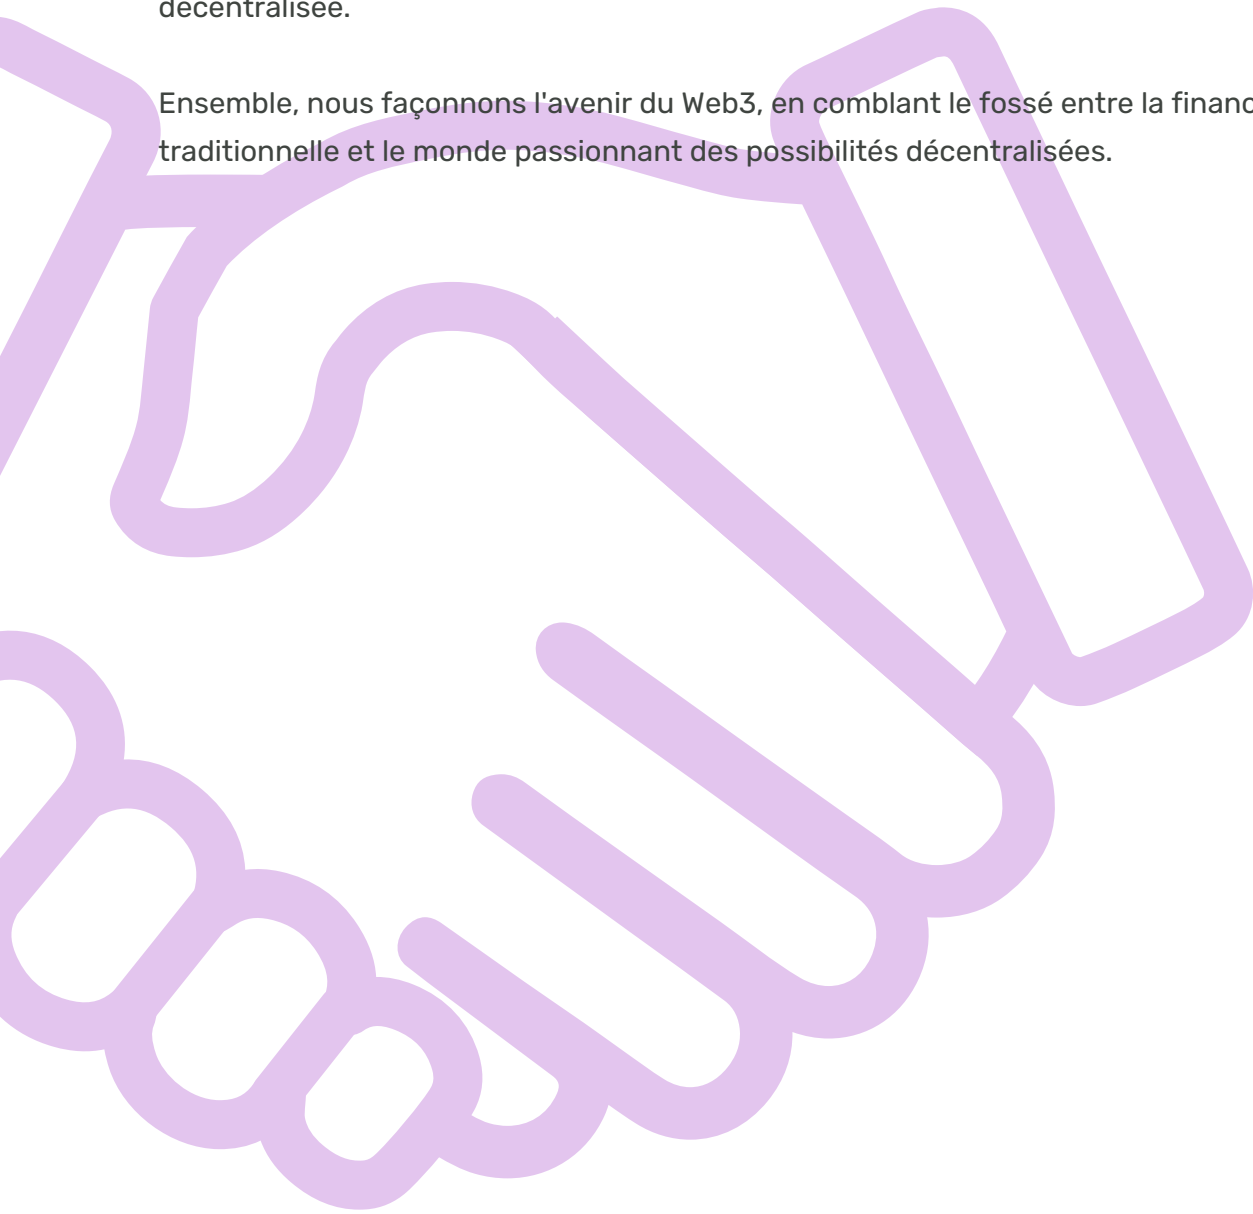 décentralisée.
Ensemble, nous façonnons l'avenir du Web3, en comblant le fossé entre la financ
traditionnelle et le monde passionnant des possibilités décentralisées.